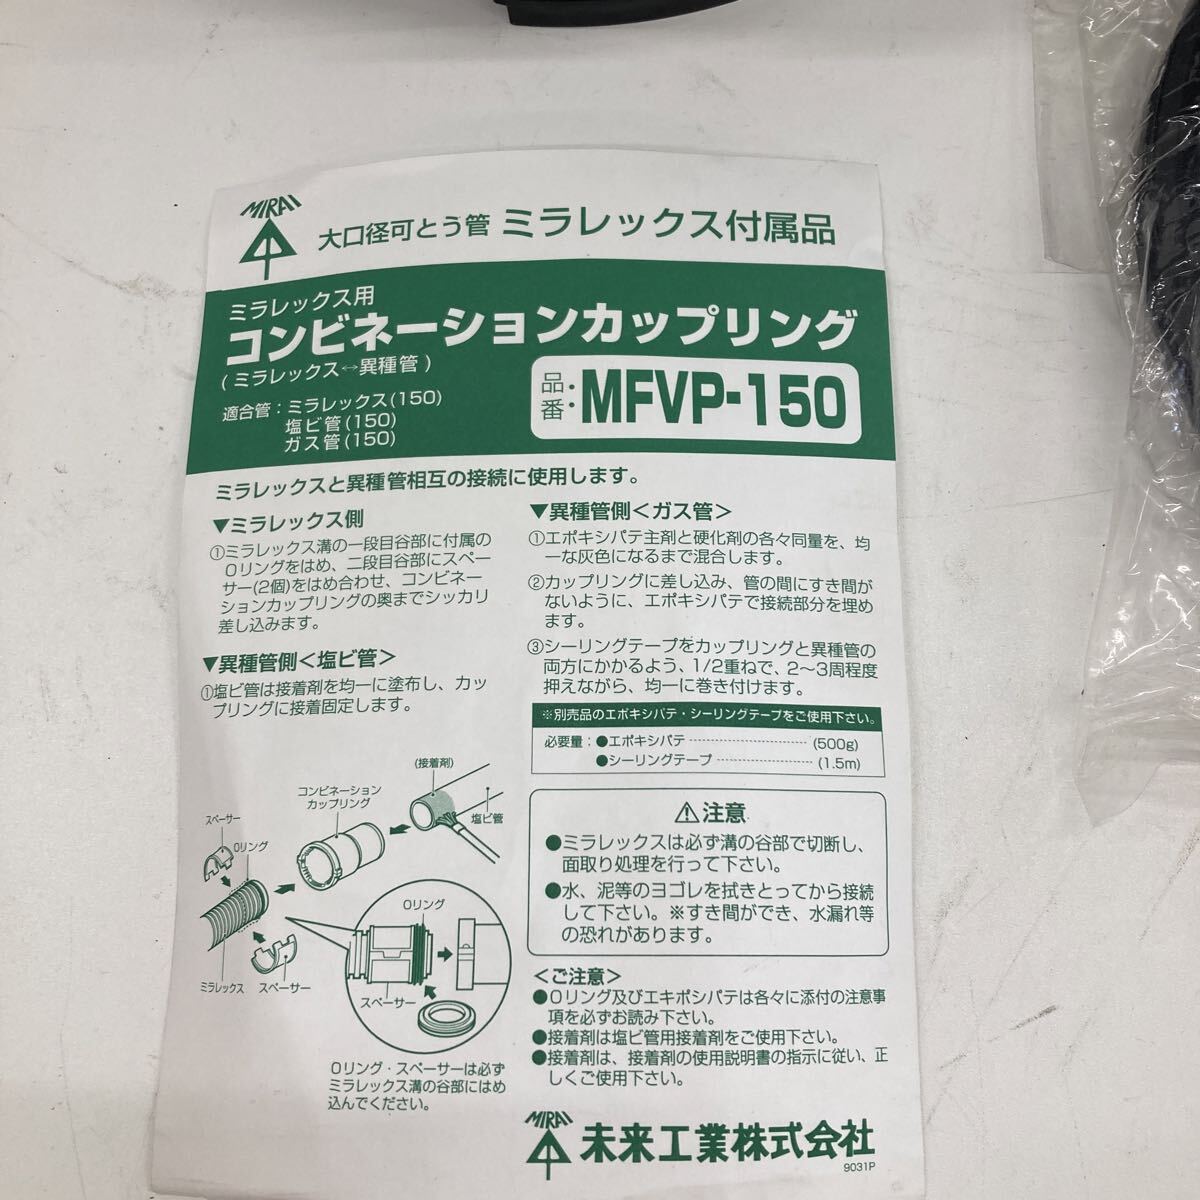 MIRAI
大口径可とう管 ミラレックス付属品
ミラレックス用
コンビネーションカップリング
(ミラレックス↔異種管)
適合管：ミラレックス(150)
塩ビ管(150)
ガス管(150)
品番：MFVP-150
ミラレックスと異種管相互の接続に使用します。
▼ミラレックス側
①ミラレックス溝の一段目谷部に付属の
Oリングをはめ、二段目谷部にスペー
サー(2個)をはめ合わせ、コンビネー
ションカップリングの奥までシッカリ
差し込みます。
▼異種管側<塩ビ管>
①塩ビ管は接着剤を均一に塗布し、カッ
プリングに接着固定します。
▼異種管側<ガス管>
①エポキシパテ主剤と硬化剤の各々同量を、均
一な灰色になるまで混合します。
②カップリングに差し込み、管の間にすき間が
ないように、エポキシパテで接続部分を埋め
ます。
③シーリングテープをカップリングと異種管の
両方にかかるよう、1/2重ねで、2〜3周程度
押えながら、均一に巻き付けます。
※別売品のエポキシパテ・シーリングテープをご使用下さい。
必要量：●エポキシパテ (500g)
●シーリングテープ (1.5m)
(接着剤)
コンビネーション
カップリング
塩ビ管
スペーサー
Oリング
Oリング
ミラレックス
スペーサー
スペーサー
Oリング・スペーサーは必ず
ミラレックス溝の谷部にはめ
込んでください。
⚠注意
●ミラレックスは必ず溝の谷部で切断し、
面取り処理を行って下さい。
●水、泥等のヨゴレを拭きとってから接続
して下さい。※すき間ができ、水漏れ等
の恐れがあります。
<ご注意>
●Oリング及びエキポシパテは各々に添付の注意事
項を必ずお読み下さい。
●接着剤は塩ビ管用接着剤をご使用下さい。
●接着剤は、接着剤の使用説明書の指示に従い、正
しくご使用下さい。
MIRAI
未来工業株式会社
9031P